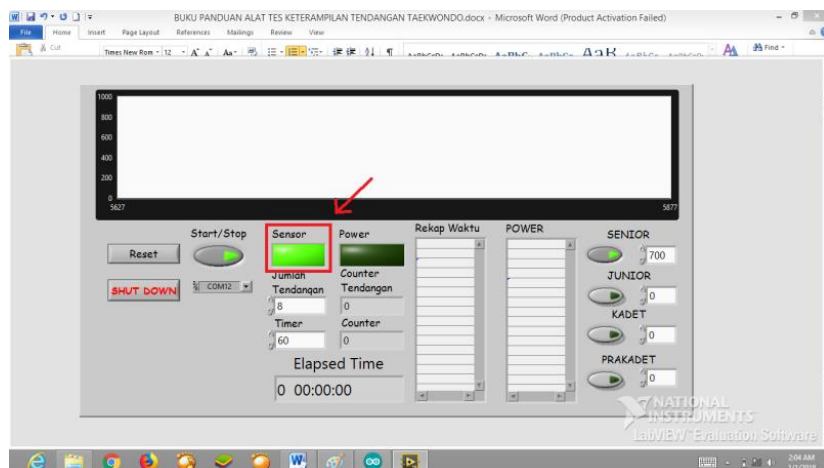 BUKU PANDUAN ALAT TES KETERAMPILAN TENDANGAN TAEKWONDO.docx - Microsoft Word (Product Activation Failed)
File Home Insert Page Layout References Mailings Review View
Cut Times New Rom 12 Aa Find
1000
800
600
400
200
0
5627 5877
Start/Stop Sensor Power Rekap Waktu POWER SENIOR
Reset 700
Jumlah Tendangan Counter Tendangan JUNIOR
SHUT DOWN COM12 8 0 0
KADET
Timer Counter
60 0 0
Elapsed Time PRAKADET
0 00:00:00 0
NATIONAL
INSTRUMENTS
LabVIEW Evaluation Software
2:04 AM